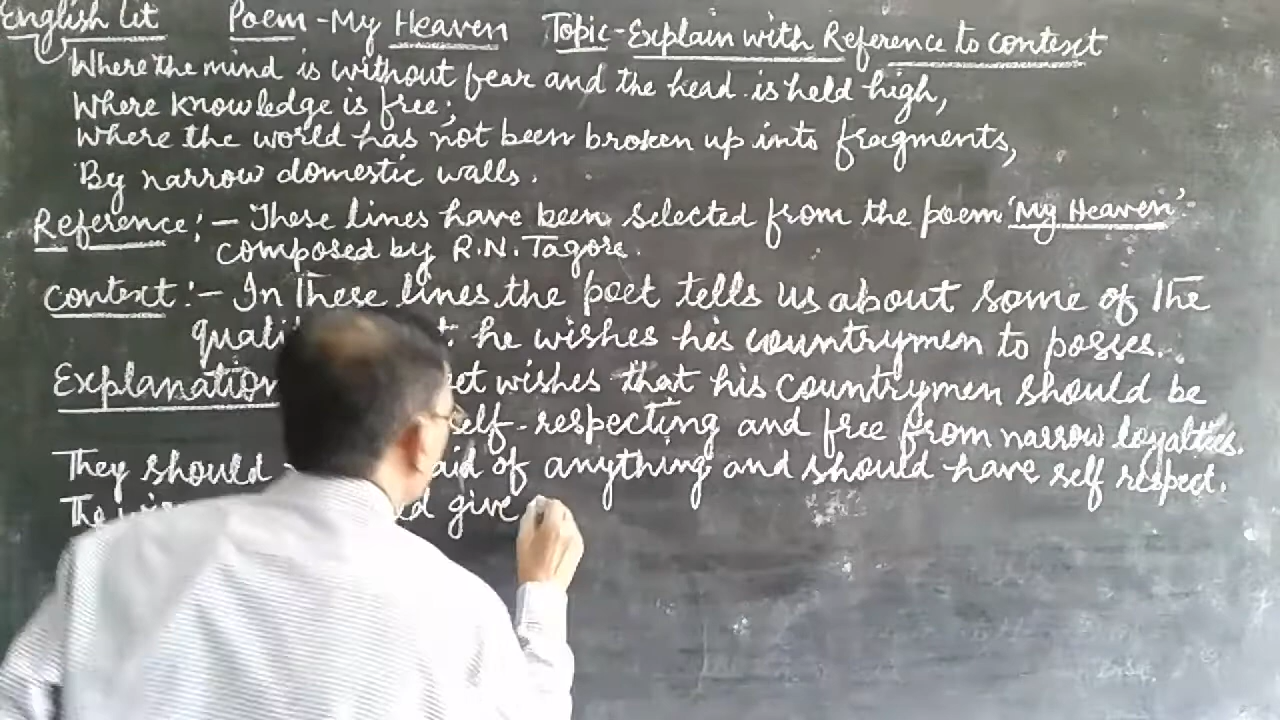 English Lit Poem - My Heaven Topic - Explain with Reference to context
Where the mind is without fear and the head is held high,
Where knowledge is free;
Where the world has not been broken up into fragments,
By narrow domestic walls.
Reference :- These lines have been selected from the poem 'My Heaven'
composed by R.N. Tagore.
Context :- In These lines the poet tells us about some of the
he wishes his countrymen to posses..
Explanation wishes that his countrymen should be
self-respecting and free from narrow loyalties.
They should of anything and should have self respect.
give